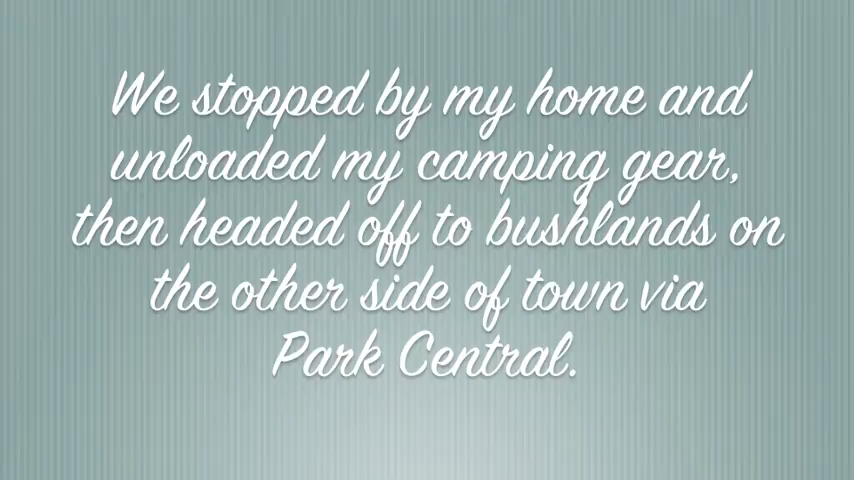 We stopped by my home and
unloaded my camping gear,
then headed off to bushlands on
the other side of town via
Park Central.